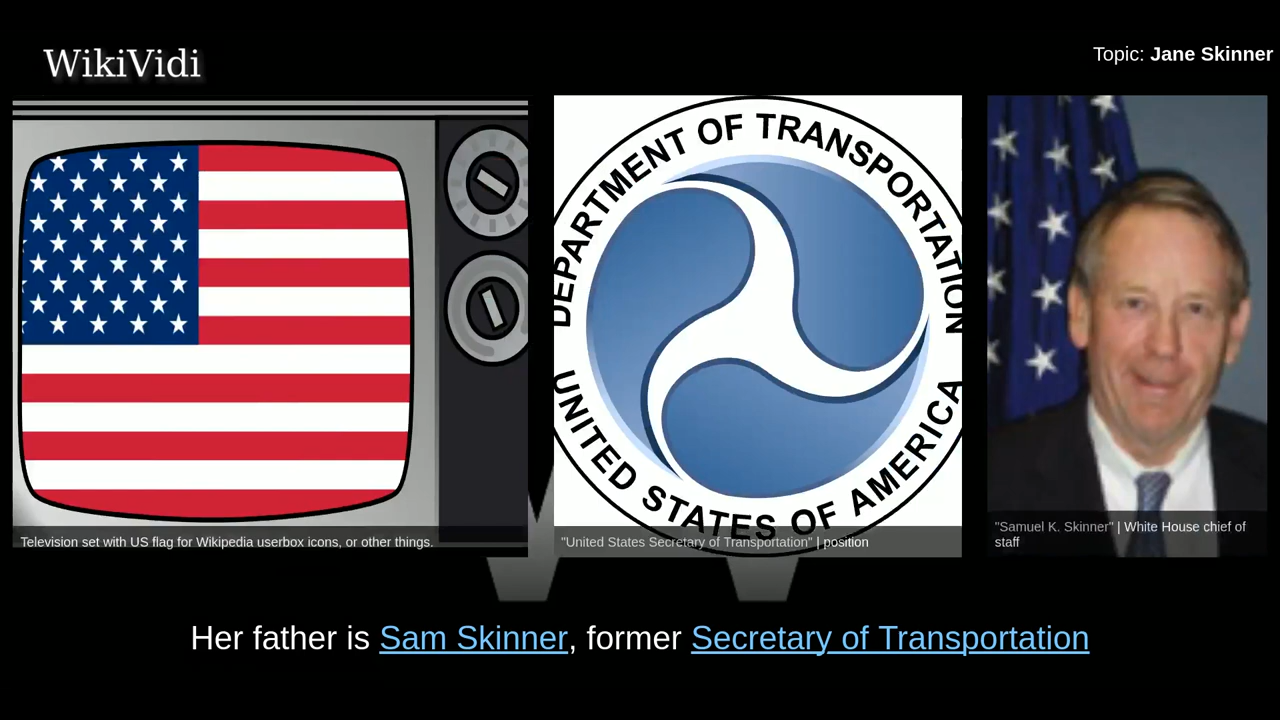 WikiVidi
Topic: Jane Skinner
DEPARTMENT OF TRANSPORTATION
UNITED STATES OF AMERICA
Television set with US flag for Wikipedia userbox icons, or other things.
"United States Secretary of Transportation" | position
"Samuel K. Skinner" | White House chief of
staff
Her father is Sam Skinner, former Secretary of Transportation